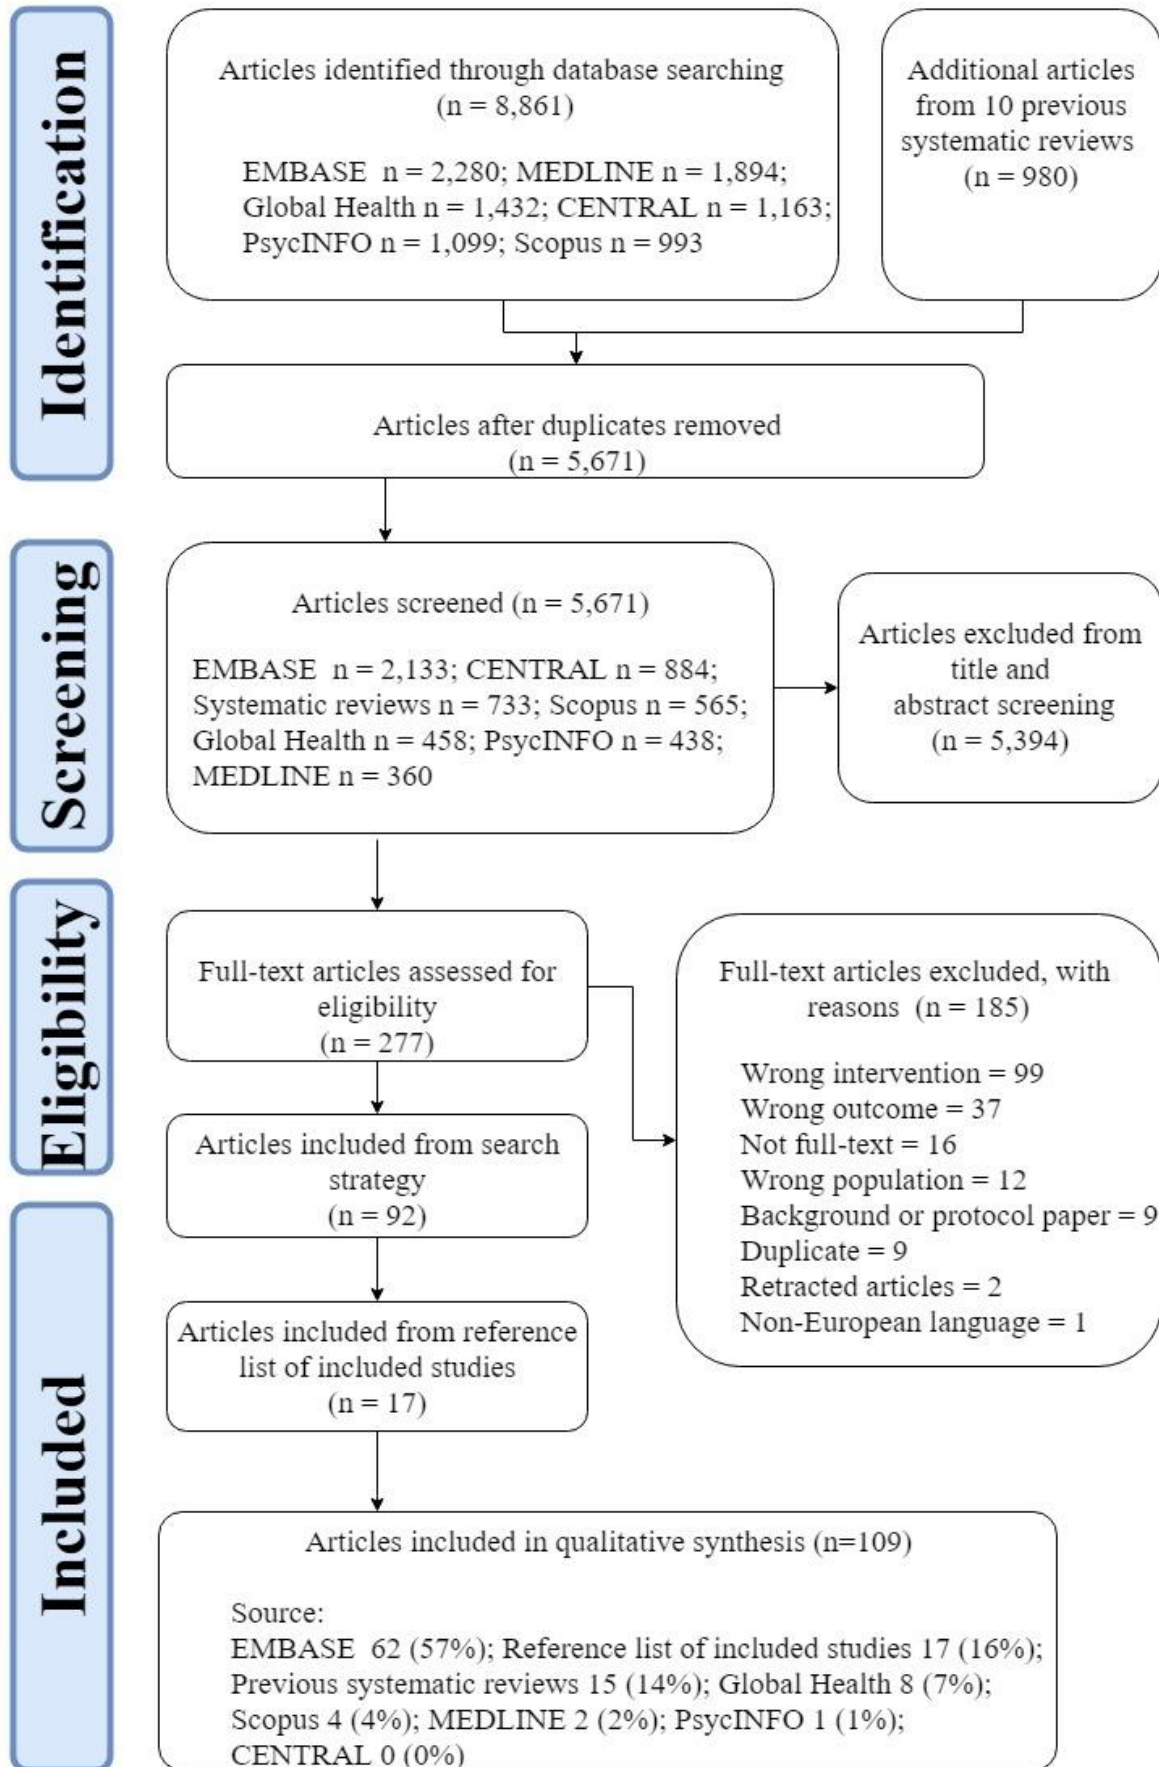 Identification
Articles identified through database searching
(n = 8,861)
EMBASE n = 2,280; MEDLINE n = 1,894;
Global Health n = 1,432; CENTRAL n = 1,163;
PsycINFO n = 1,099; Scopus n = 993
Additional articles
from 10 previous
systematic reviews
(n = 980)
Articles after duplicates removed
(n = 5,671)
Screening
Articles screened (n = 5,671)
EMBASE n = 2,133; CENTRAL n = 884;
Systematic reviews n = 733; Scopus n = 565;
Global Health n = 458; PsycINFO n = 438;
MEDLINE n = 360
Articles excluded from
title and
abstract screening
(n = 5,394)
Eligibility
Full-text articles assessed for
eligibility
(n = 277)
Full-text articles excluded, with
reasons (n = 185)
Wrong intervention = 99
Wrong outcome = 37
Not full-text = 16
Wrong population = 12
Background or protocol paper = 9
Duplicate = 9
Retracted articles = 2
Non-European language = 1
Articles included from search
strategy
(n = 92)
Included
Articles included from reference
list of included studies
(n = 17)
Articles included in qualitative synthesis (n=109)
Source:
EMBASE 62 (57%); Reference list of included studies 17 (16%);
Previous systematic reviews 15 (14%); Global Health 8 (7%);
Scopus 4 (4%); MEDLINE 2 (2%); PsycINFO 1 (1%);
CENTRAL 0 (0%)